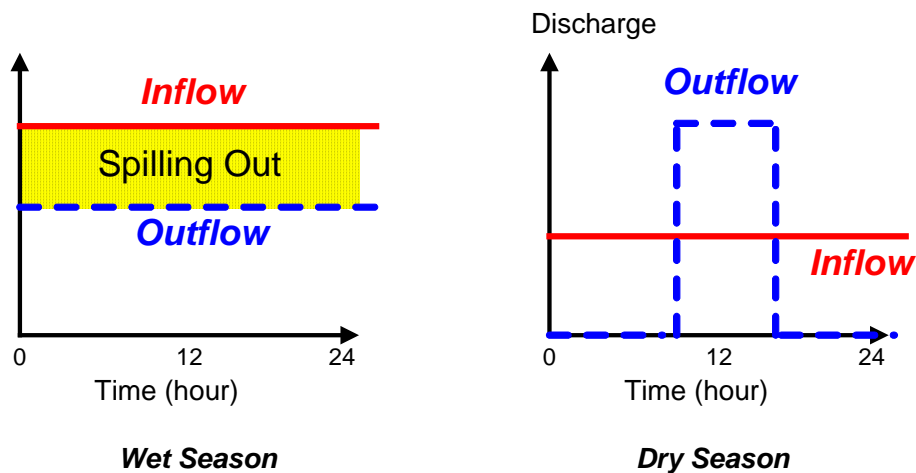 Discharge
Inflow
Spilling Out
Outflow
0
12
24
Time (hour)
Wet Season
Outflow
Inflow
0
12
24
Time (hour)
Dry Season